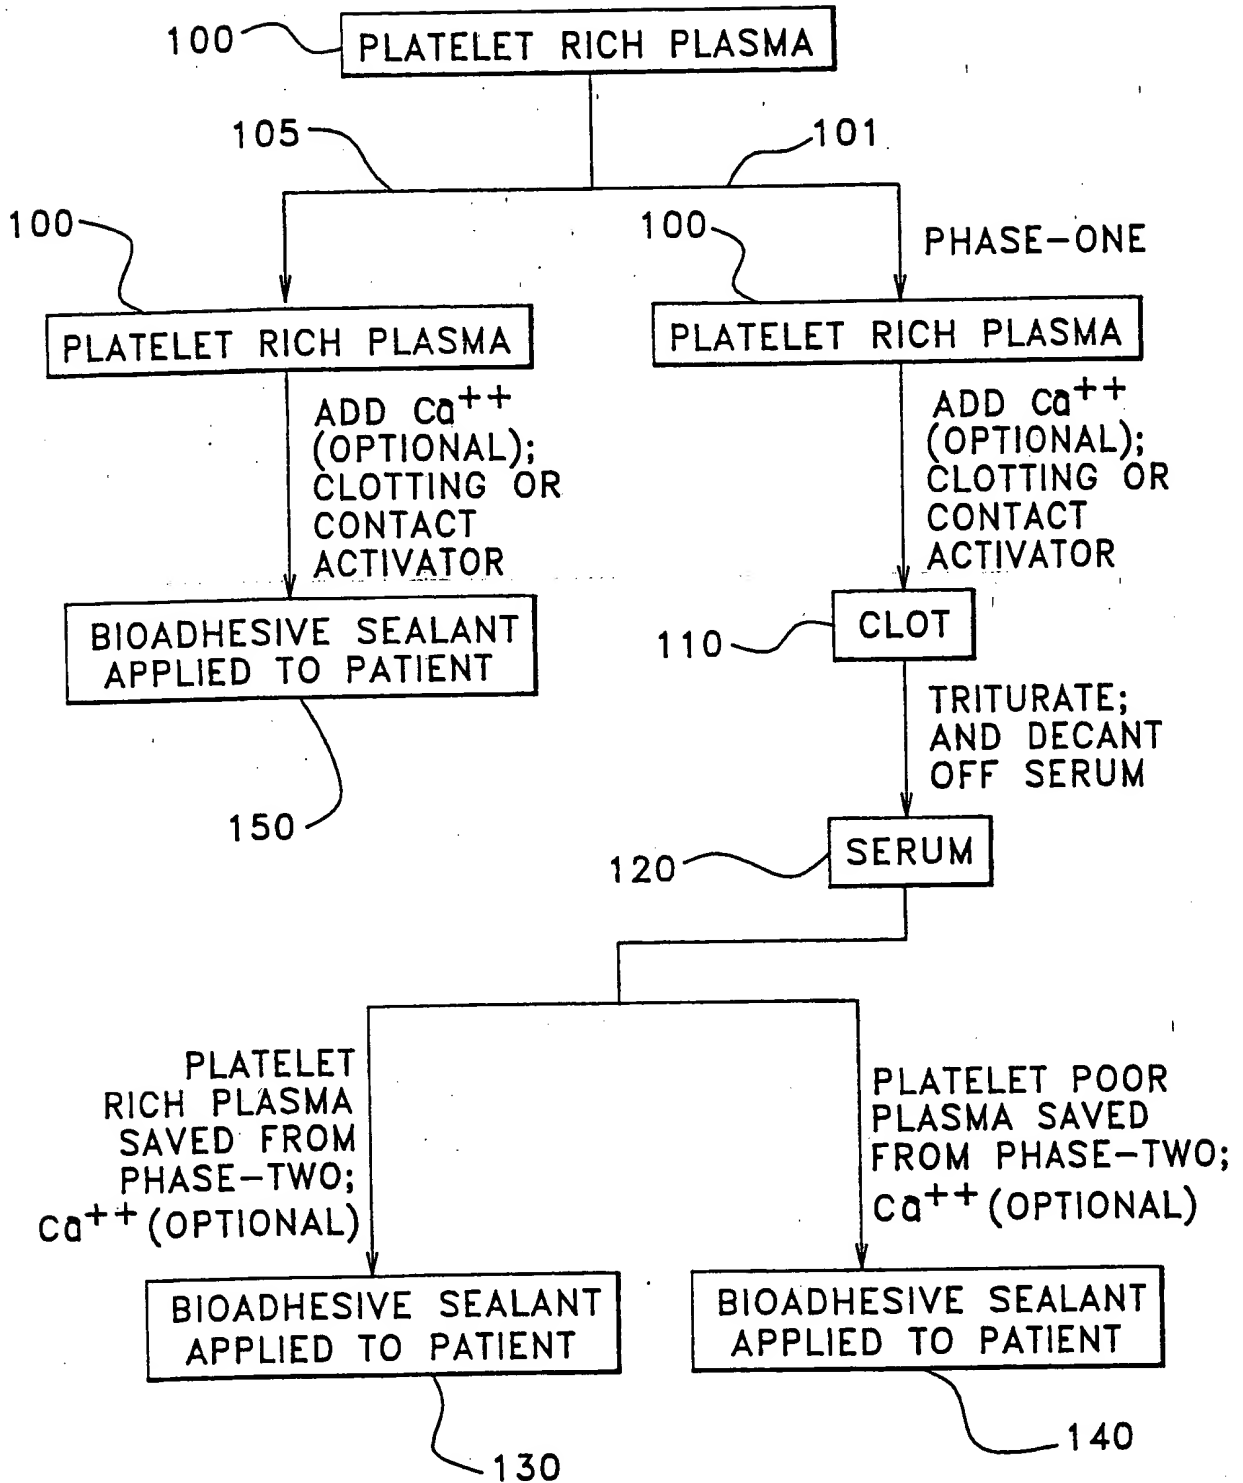 100
PLATELET RICH PLASMA
105
101
100
100
PHASE-ONE
PLATELET RICH PLASMA
PLATELET RICH PLASMA
ADD Ca++
(OPTIONAL);
CLOTTING OR
CONTACT
ACTIVATOR
ADD Ca++
(OPTIONAL);
CLOTTING OR
CONTACT
ACTIVATOR
BIOADHESIVE SEALANT
APPLIED TO PATIENT
150
110
CLOT
TRITURATE;
AND DECANT
OFF SERUM
120
SERUM
PLATELET
RICH PLASMA
SAVED FROM
PHASE-TWO;
Ca++ (OPTIONAL)
PLATELET POOR
PLASMA SAVED
FROM PHASE-TWO;
Ca++ (OPTIONAL)
BIOADHESIVE SEALANT
APPLIED TO PATIENT
BIOADHESIVE SEALANT
APPLIED TO PATIENT
130
140